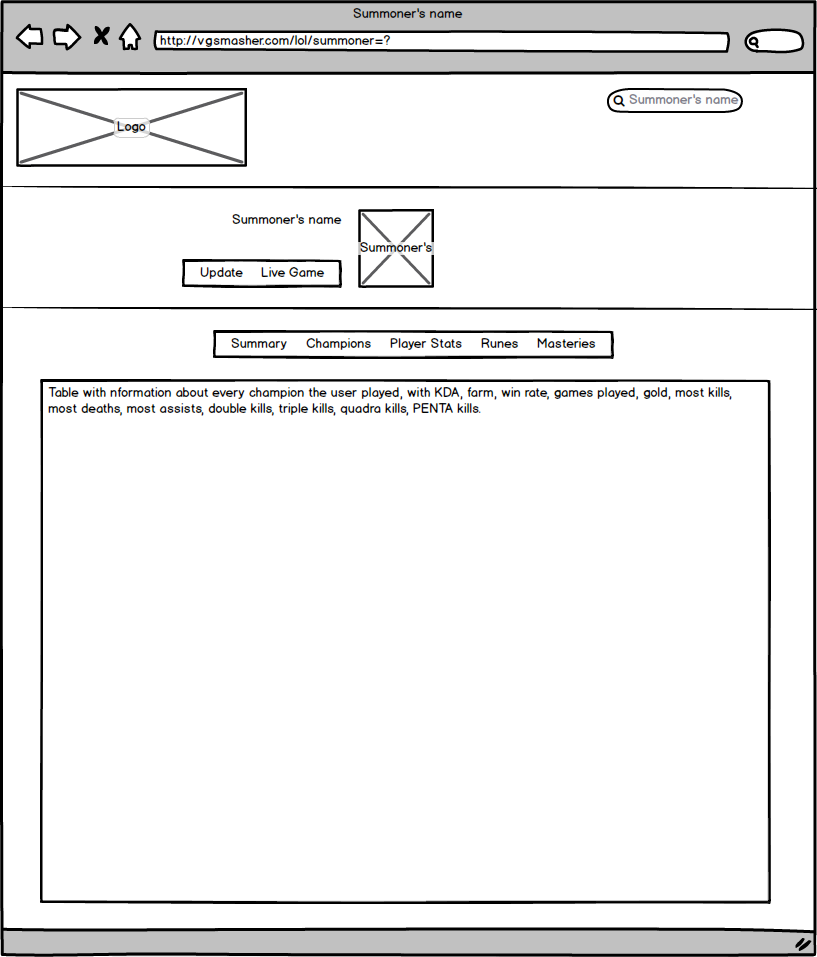 Summoner's name
http://vgsmasher.com/lol/summoner=?
Logo
Summoner's name
Summoner's name
Summoner's
Update Live Game
Summary Champions Player Stats Runes Masteries
Table with nformation about every champion the user played, with KDA, farm, win rate, games played, gold, most kills,
most deaths, most assists, double kills, triple kills, quadra kills, PENTA kills.